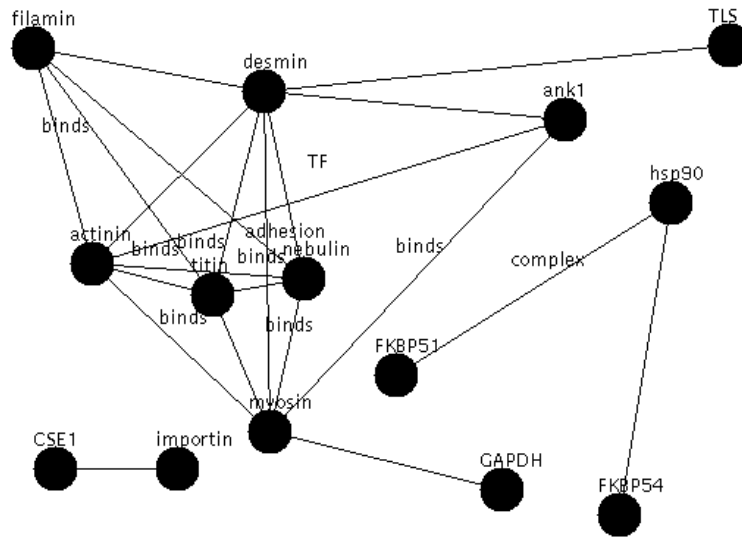 filamin
TLS
desmin
ank1
binds
TF
hsp90
actinin
adhesion
binds
binds
binds
binds
nebulin
titin
complex
binds
binds
FKBP51
myosin
CSE1
importin
GAPDH
FKBP54